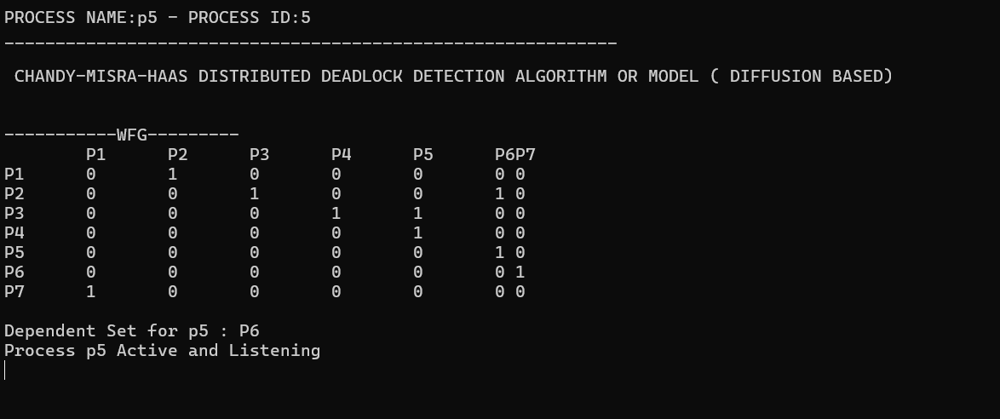 PROCESS NAME:p5 - PROCESS ID:5
------------------------------------------------------------
CHANDY-MISRA-HAAS DISTRIBUTED DEADLOCK DETECTION ALGORITHM OR MODEL ( DIFFUSION BASED)
-----------WFG---------
P1 P2 P3 P4 P5 P6P7
P1 0 1 0 0 0 0 0
P2 0 0 1 0 0 1 0
P3 0 0 0 1 1 0 0
P4 0 0 0 0 1 0 0
P5 0 0 0 0 0 1 0
P6 0 0 0 0 0 0 1
P7 1 0 0 0 0 0 0
Dependent Set for p5 : P6
Process p5 Active and Listening